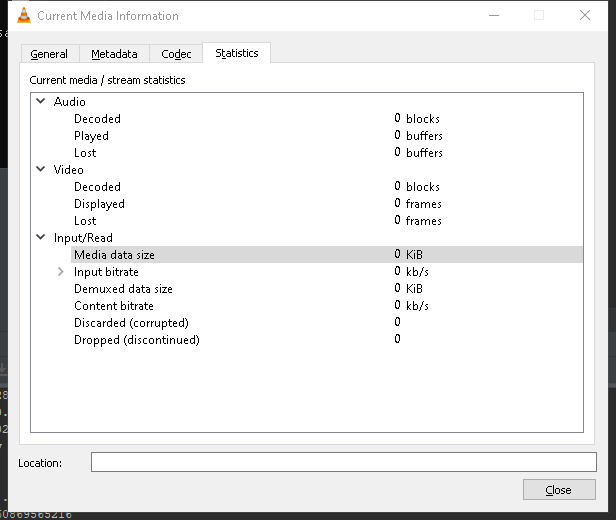 Current Media Information
General Metadata Codec Statistics
Current media / stream statistics
Audio
Decoded 0 blocks
Played 0 buffers
Lost 0 buffers
Video
Decoded 0 blocks
Displayed 0 frames
Lost 0 frames
Input/Read
Media data size 0 KiB
Input bitrate 0 kb/s
Demuxed data size 0 KiB
Content bitrate 0 kb/s
Discarded (corrupted) 0
Dropped (discontinued) 0
Location:
Close